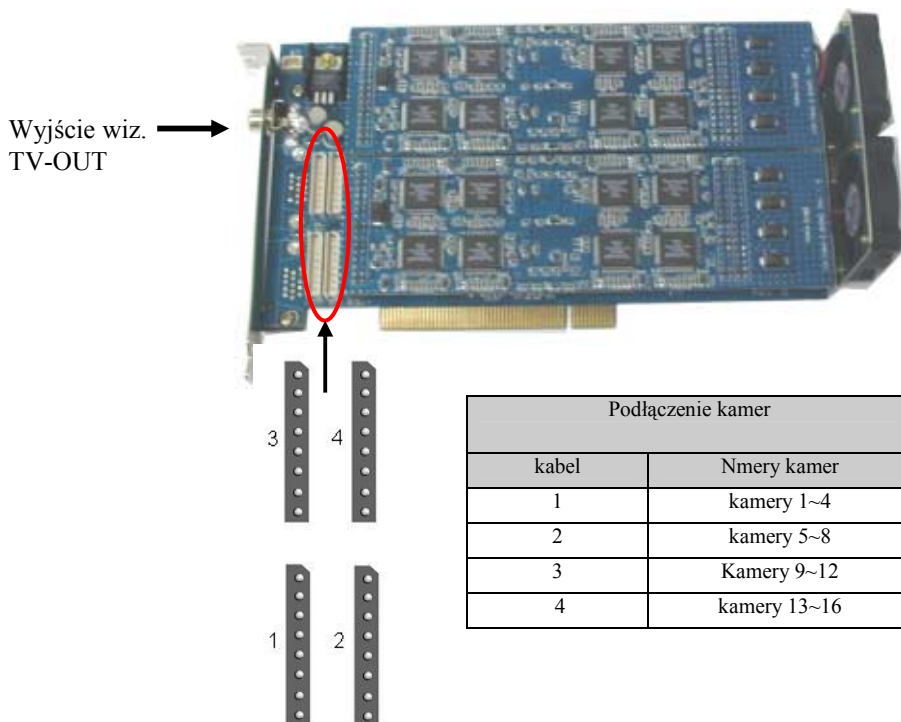 Wyjście wiz.
TV-OUT
3
4
1
2
Podłączenie kamer
kabel Nmery kamer
1 kamery 1~4
2 kamery 5~8
3 Kamery 9~12
4 kamery 13~16